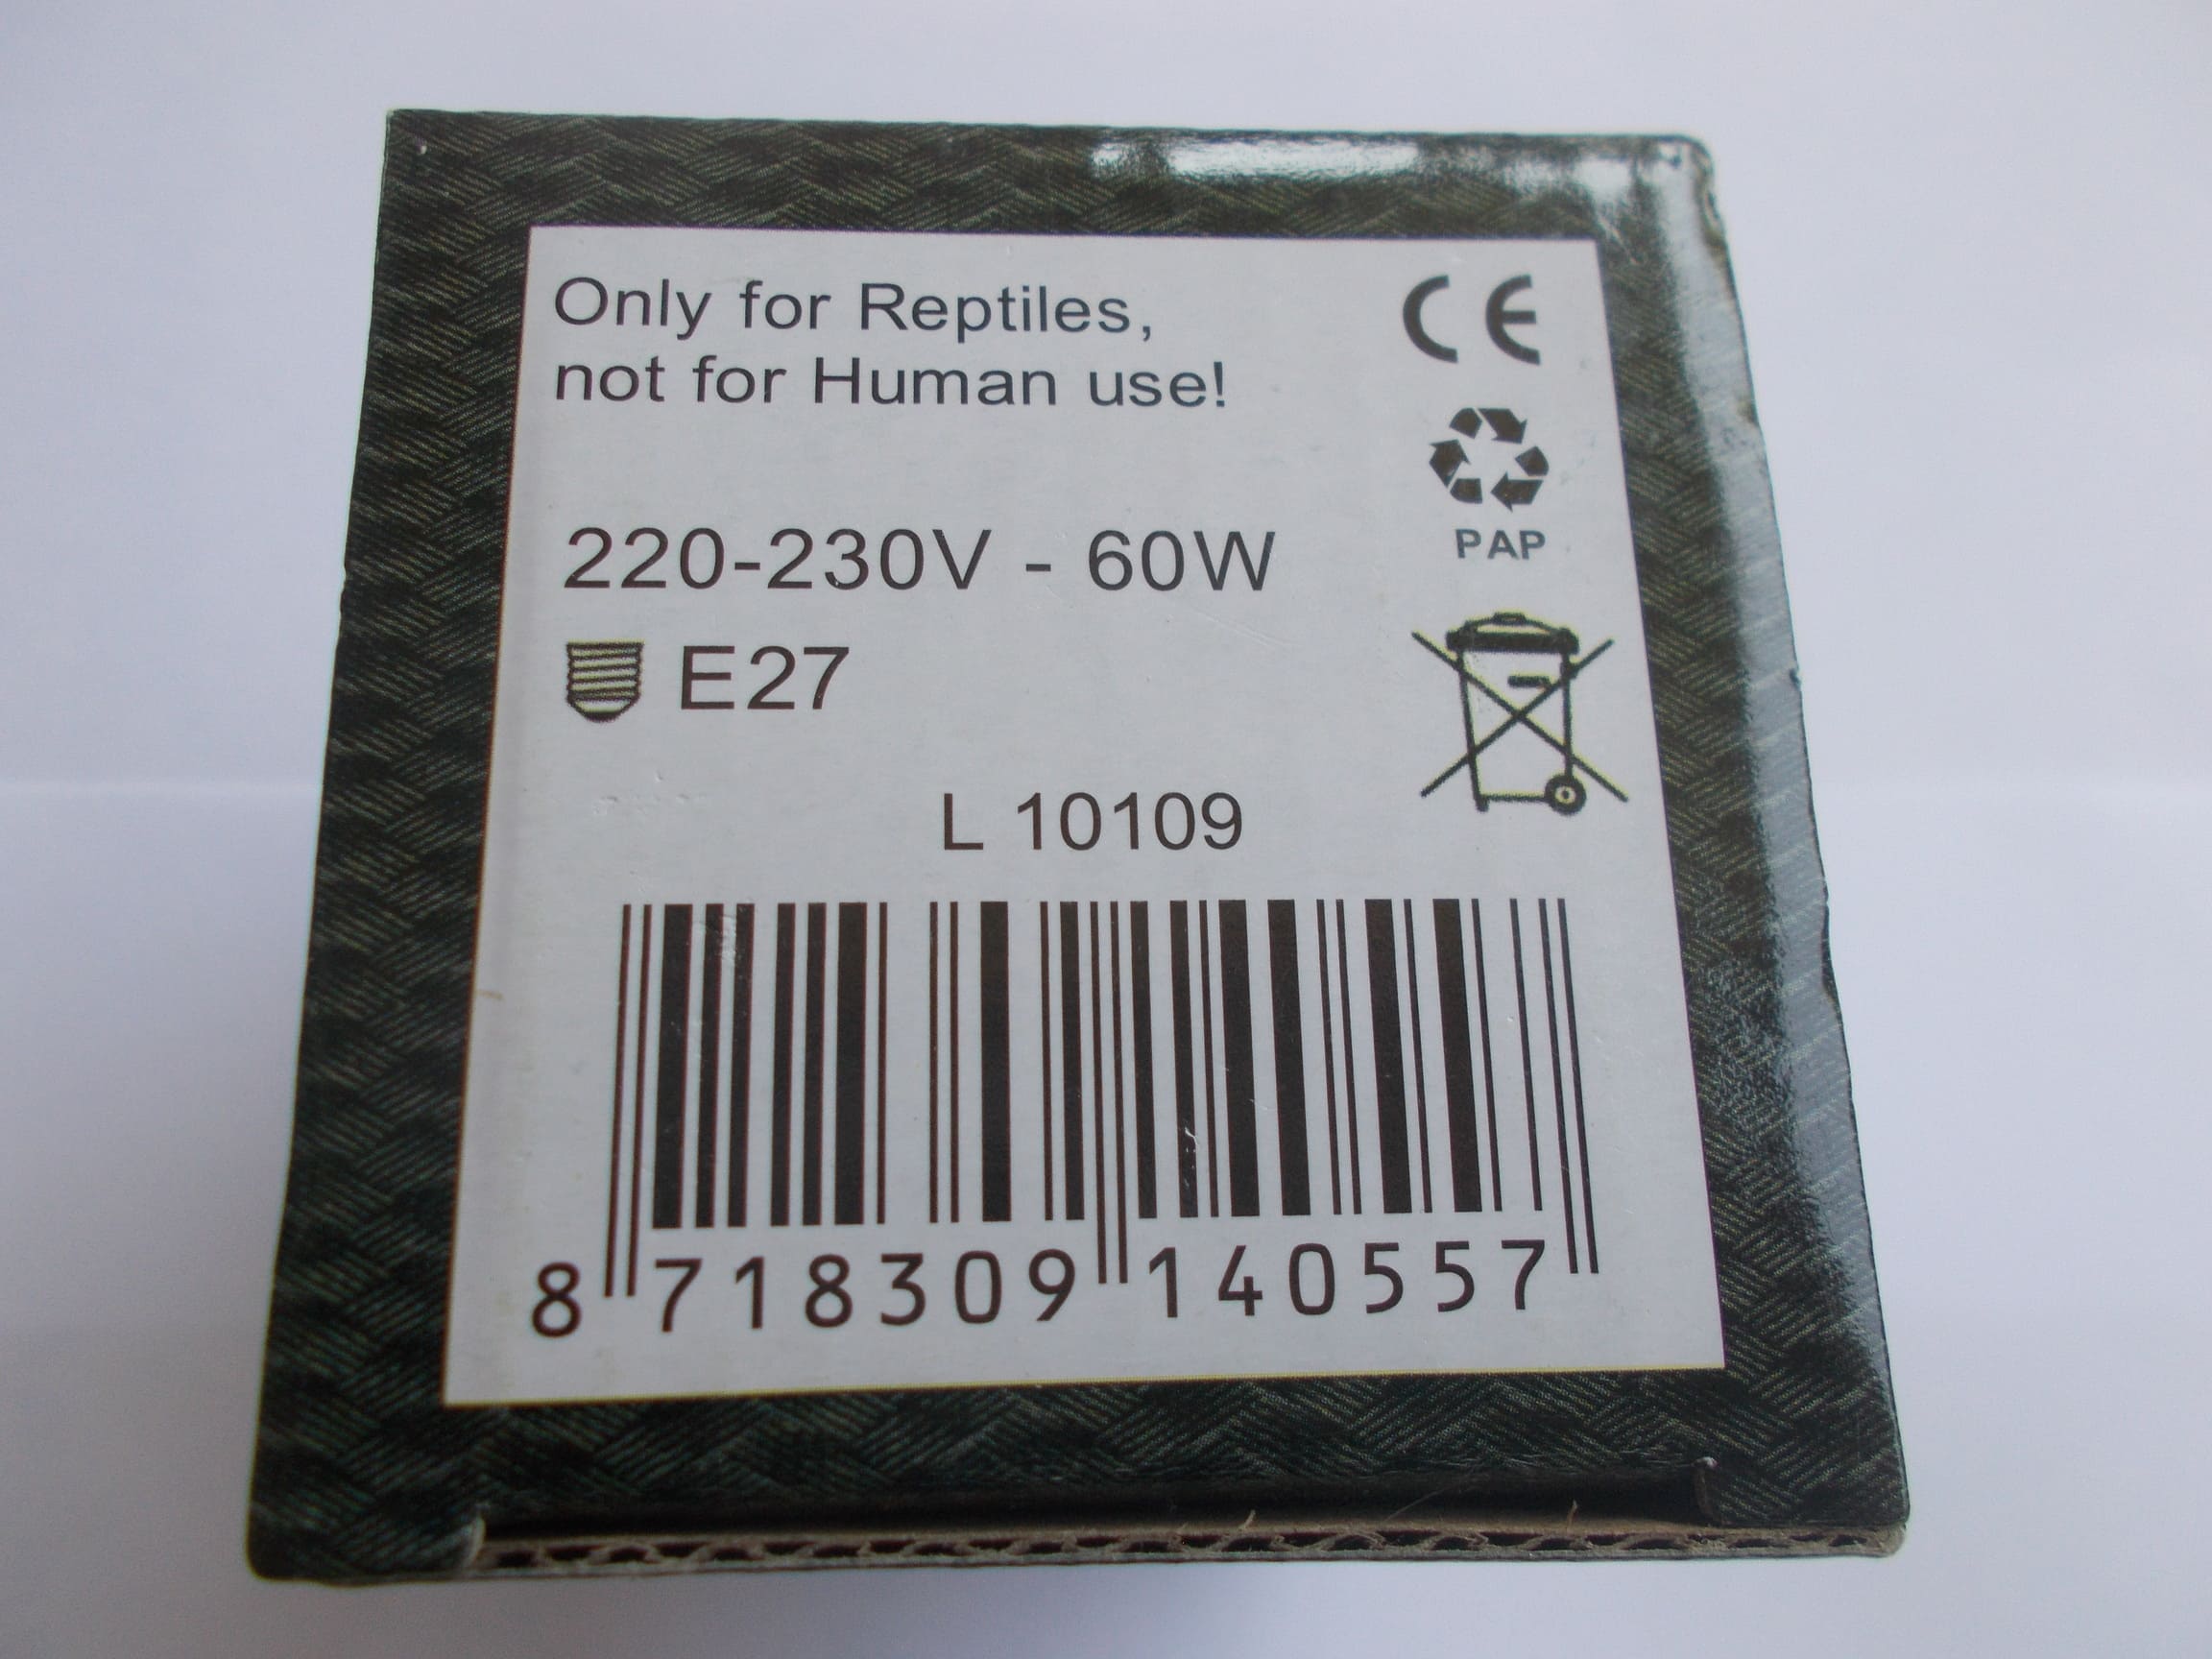 Only for Reptiles,
not for Human use!
CE
PAP
220-230V - 60W
E27
L 10109
8 718309 140557